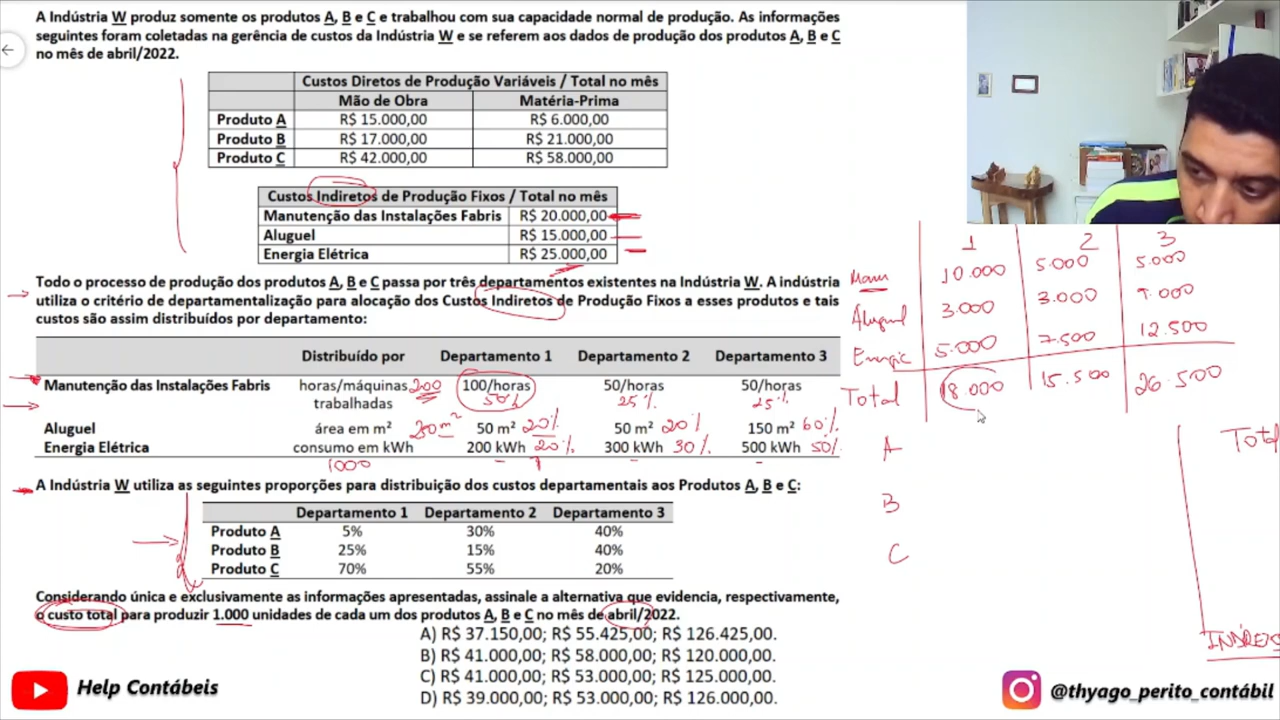 A Indústria W produz somente os produtos A, B e C e trabalhou com sua capacidade normal de produção. As informações
seguintes foram coletadas na gerência de custos da Indústria W e se referem aos dados de produção dos produtos A, B e C
no mês de abril/2022.
Custos Diretos de Produção Variáveis / Total no mês
Mão de Obra Matéria-Prima
Produto A R$ 15.000,00 R$ 6.000,00
Produto B R$ 17.000,00 R$ 21.000,00
Produto C R$ 42.000,00 R$ 58.000,00
Custos Indiretos de Produção Fixos / Total no mês
Manutenção das Instalações Fabris R$ 20.000,00
Aluguel R$ 15.000,00
Energia Elétrica R$ 25.000,00
Todo o processo de produção dos produtos A, B e C passa por três departamentos existentes na Indústria W. A indústria
utiliza o critério de departamentalização para alocação dos Custos Indiretos de Produção Fixos a esses produtos e tais
custos são assim distribuídos por departamento:
Distribuído por Departamento 1 Departamento 2 Departamento 3
Manutenção das Instalações Fabris horas/máquinas 200 100/horas 50/horas 50/horas
trabalhadas 50% 25% 25%
Aluguel área em m² 250 m² 50 m² 20% 50 m² 20% 150 m² 60%
Energia Elétrica consumo em kWh 200 kWh 20% 300 kWh 30% 500 kWh 50%
1000
A Indústria W utiliza as seguintes proporções para distribuição dos custos departamentais aos Produtos A, B e C:
Departamento 1 Departamento 2 Departamento 3
Produto A 5% 30% 40%
Produto B 25% 15% 40%
Produto C 70% 55% 20%
Considerando única e exclusivamente as informações apresentadas, assinale a alternativa que evidencia, respectivamente,
o custo total para produzir 1.000 unidades de cada um dos produtos A, B e C no mês de abril/2022.
A) R$ 37.150,00; R$ 55.425,00; R$ 126.425,00.
B) R$ 41.000,00; R$ 58.000,00; R$ 120.000,00.
C) R$ 41.000,00; R$ 53.000,00; R$ 125.000,00.
D) R$ 39.000,00; R$ 53.000,00; R$ 126.000,00.
1 2 3
Manu 10.000 5.000 5.000
Aluguel 3.000 3.000 9.000
Energia 5.000 7.500 12.500
Total 18.000 15.500 26.500
Total
A
B
C
Help Contábeis
@thyago_perito_contábil